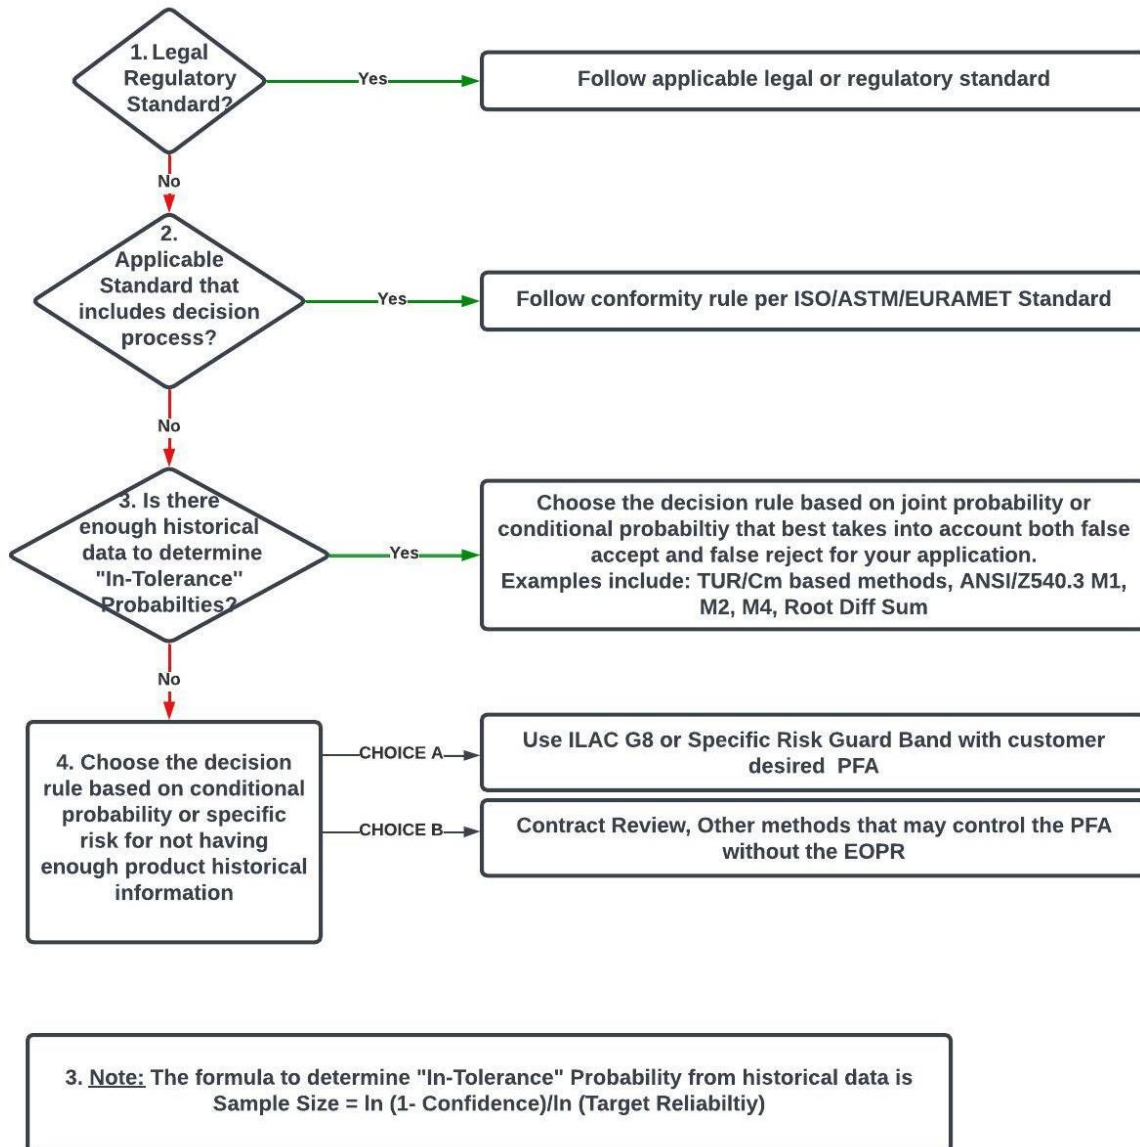 1. Legal
Regulatory
Standard?
Yes
Follow applicable legal or regulatory standard
No
2.
Applicable
Standard that
includes decision
process?
Yes
Follow conformity rule per ISO/ASTM/EURAMET Standard
No
3. Is there
enough historical
data to determine
"In-Tolerance"
Probabilties?
Yes
Choose the decision rule based on joint probability or
conditional probabiltiy that best takes into account both false
accept and false reject for your application.
Examples include: TUR/Cm based methods, ANSI/Z540.3 M1,
M2, M4, Root Diff Sum
No
4. Choose the decision
rule based on conditional
probability or specific
risk for not having
enough product historical
information
CHOICE A
Use ILAC G8 or Specific Risk Guard Band with customer
desired PFA
CHOICE B
Contract Review, Other methods that may control the PFA
without the EOPR
3. Note: The formula to determine "In-Tolerance" Probability from historical data is
Sample Size = ln (1- Confidence)/ln (Target Reliabiltiy)